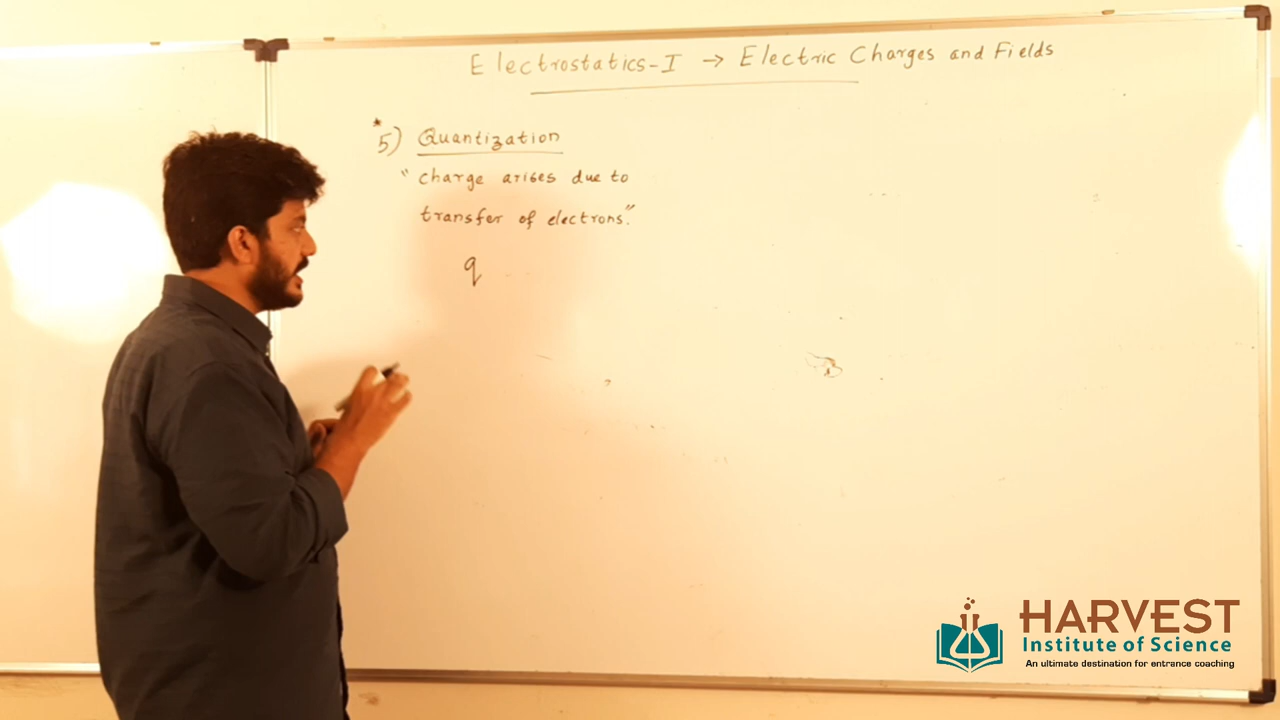 Electrostatics-I → Electric Charges and Fields
* 5) Quantization
" charge arises due to
transfer of electrons".
q
HARVEST
Institute of Science
An ultimate destination for entrance coaching